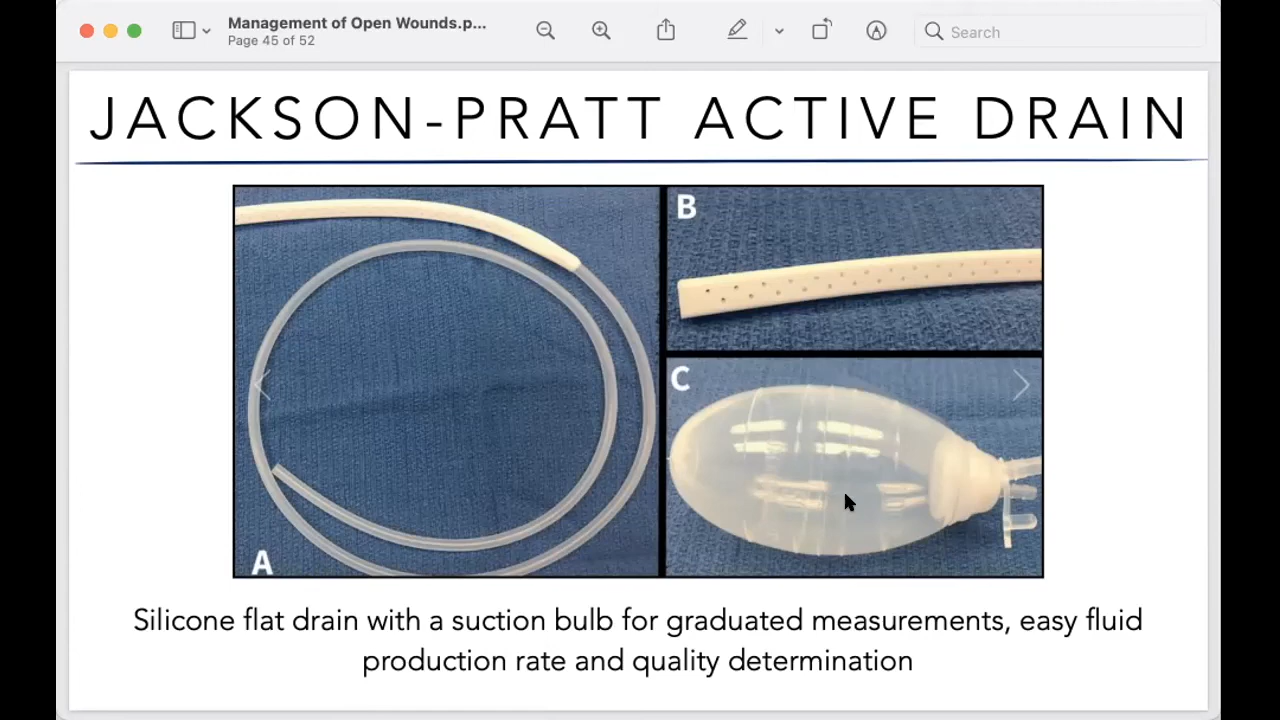 Management of Open Wounds.p...
Page 45 of 52
Search
JACKSON-PRATT ACTIVE DRAIN
A
B
C
Silicone flat drain with a suction bulb for graduated measurements, easy fluid
production rate and quality determination